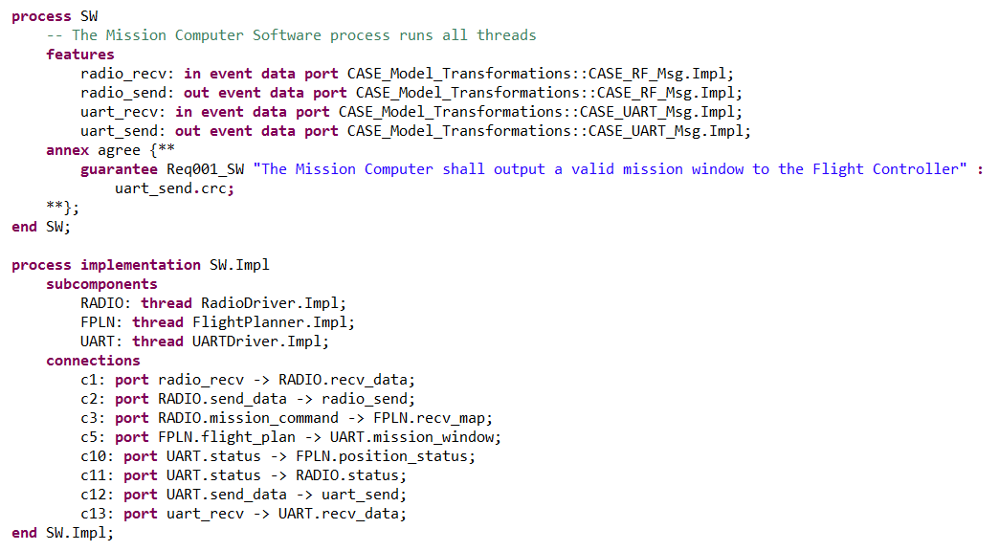 process SW
    -- The Mission Computer Software process runs all threads
    features
        radio_recv: in event data port CASE_Model_Transformations::CASE_RF_Msg.Impl;
        radio_send: out event data port CASE_Model_Transformations::CASE_RF_Msg.Impl;
        uart_recv: in event data port CASE_Model_Transformations::CASE_UART_Msg.Impl;
        uart_send: out event data port CASE_Model_Transformations::CASE_UART_Msg.Impl;
    annex agree {**
        guarantee Req001_SW "The Mission Computer shall output a valid mission window to the Flight Controller" :
            uart_send.crc;
    **};
end SW;

process implementation SW.Impl
    subcomponents
        RADIO: thread RadioDriver.Impl;
        FPLN: thread FlightPlanner.Impl;
        UART: thread UARTDriver.Impl;
    connections
        c1: port radio_recv -> RADIO.recv_data;
        c2: port RADIO.send_data -> radio_send;
        c3: port RADIO.mission_command -> FPLN.recv_map;
        c5: port FPLN.flight_plan -> UART.mission_window;
        c10: port UART.status -> FPLN.position_status;
        c11: port UART.status -> RADIO.status;
        c12: port UART.send_data -> uart_send;
        c13: port uart_recv -> UART.recv_data;
end SW.Impl;